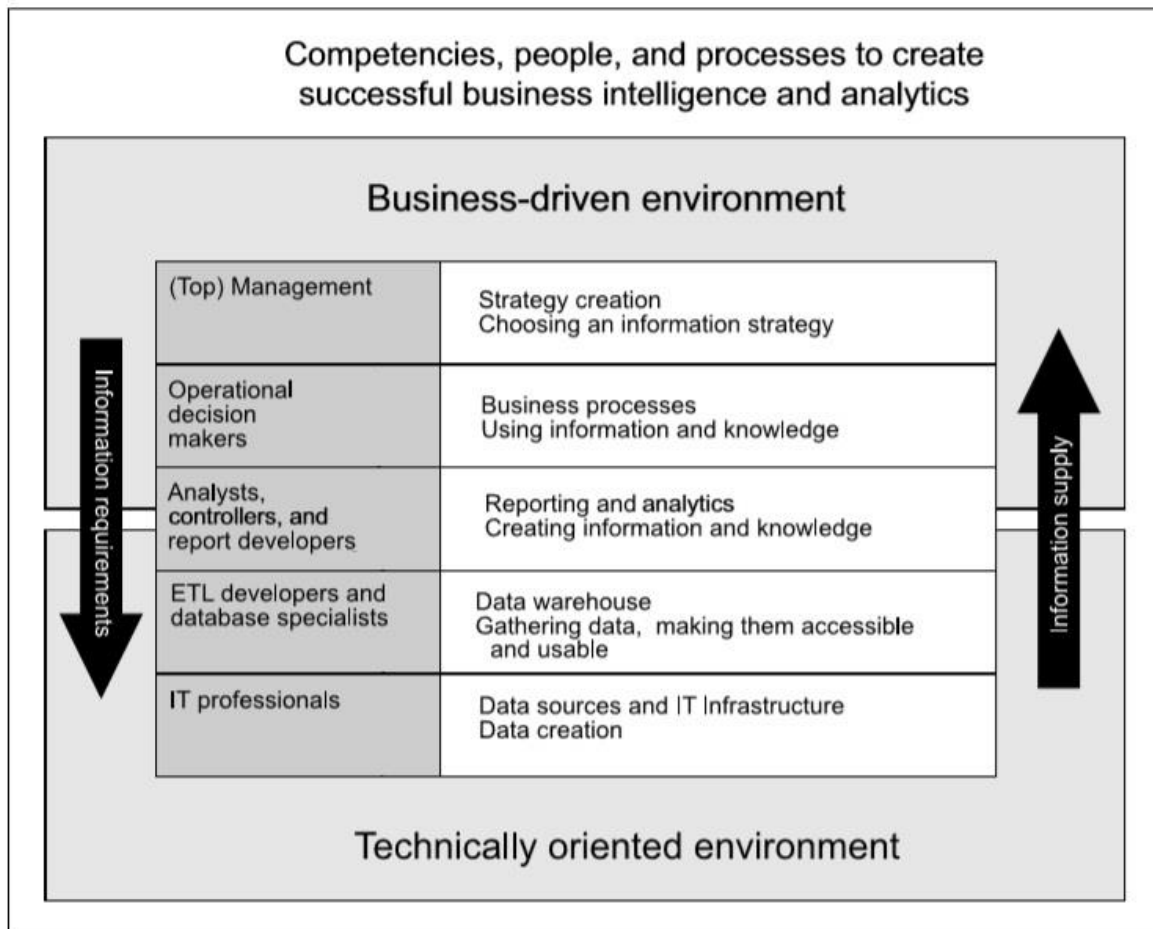 Competencies, people, and processes to create
successful business intelligence and analytics
Business-driven environment
(Top) Management
Strategy creation
Choosing an information strategy
Operational
decision
makers
Business processes
Using information and knowledge
Analysts,
controllers, and
report developers
Reporting and analytics
Creating information and knowledge
ETL developers and
database specialists
Data warehouse
Gathering data, making them accessible
and usable
IT professionals
Data sources and IT Infrastructure
Data creation
Information requirements
Information supply
Technically oriented environment